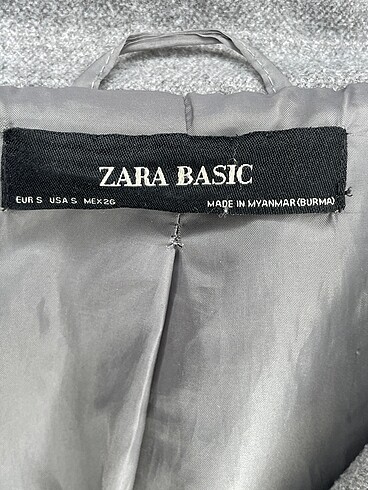 ZARA BASIC
EUR S USA S MEX 26 MADE IN MYANMAR (BURMA)